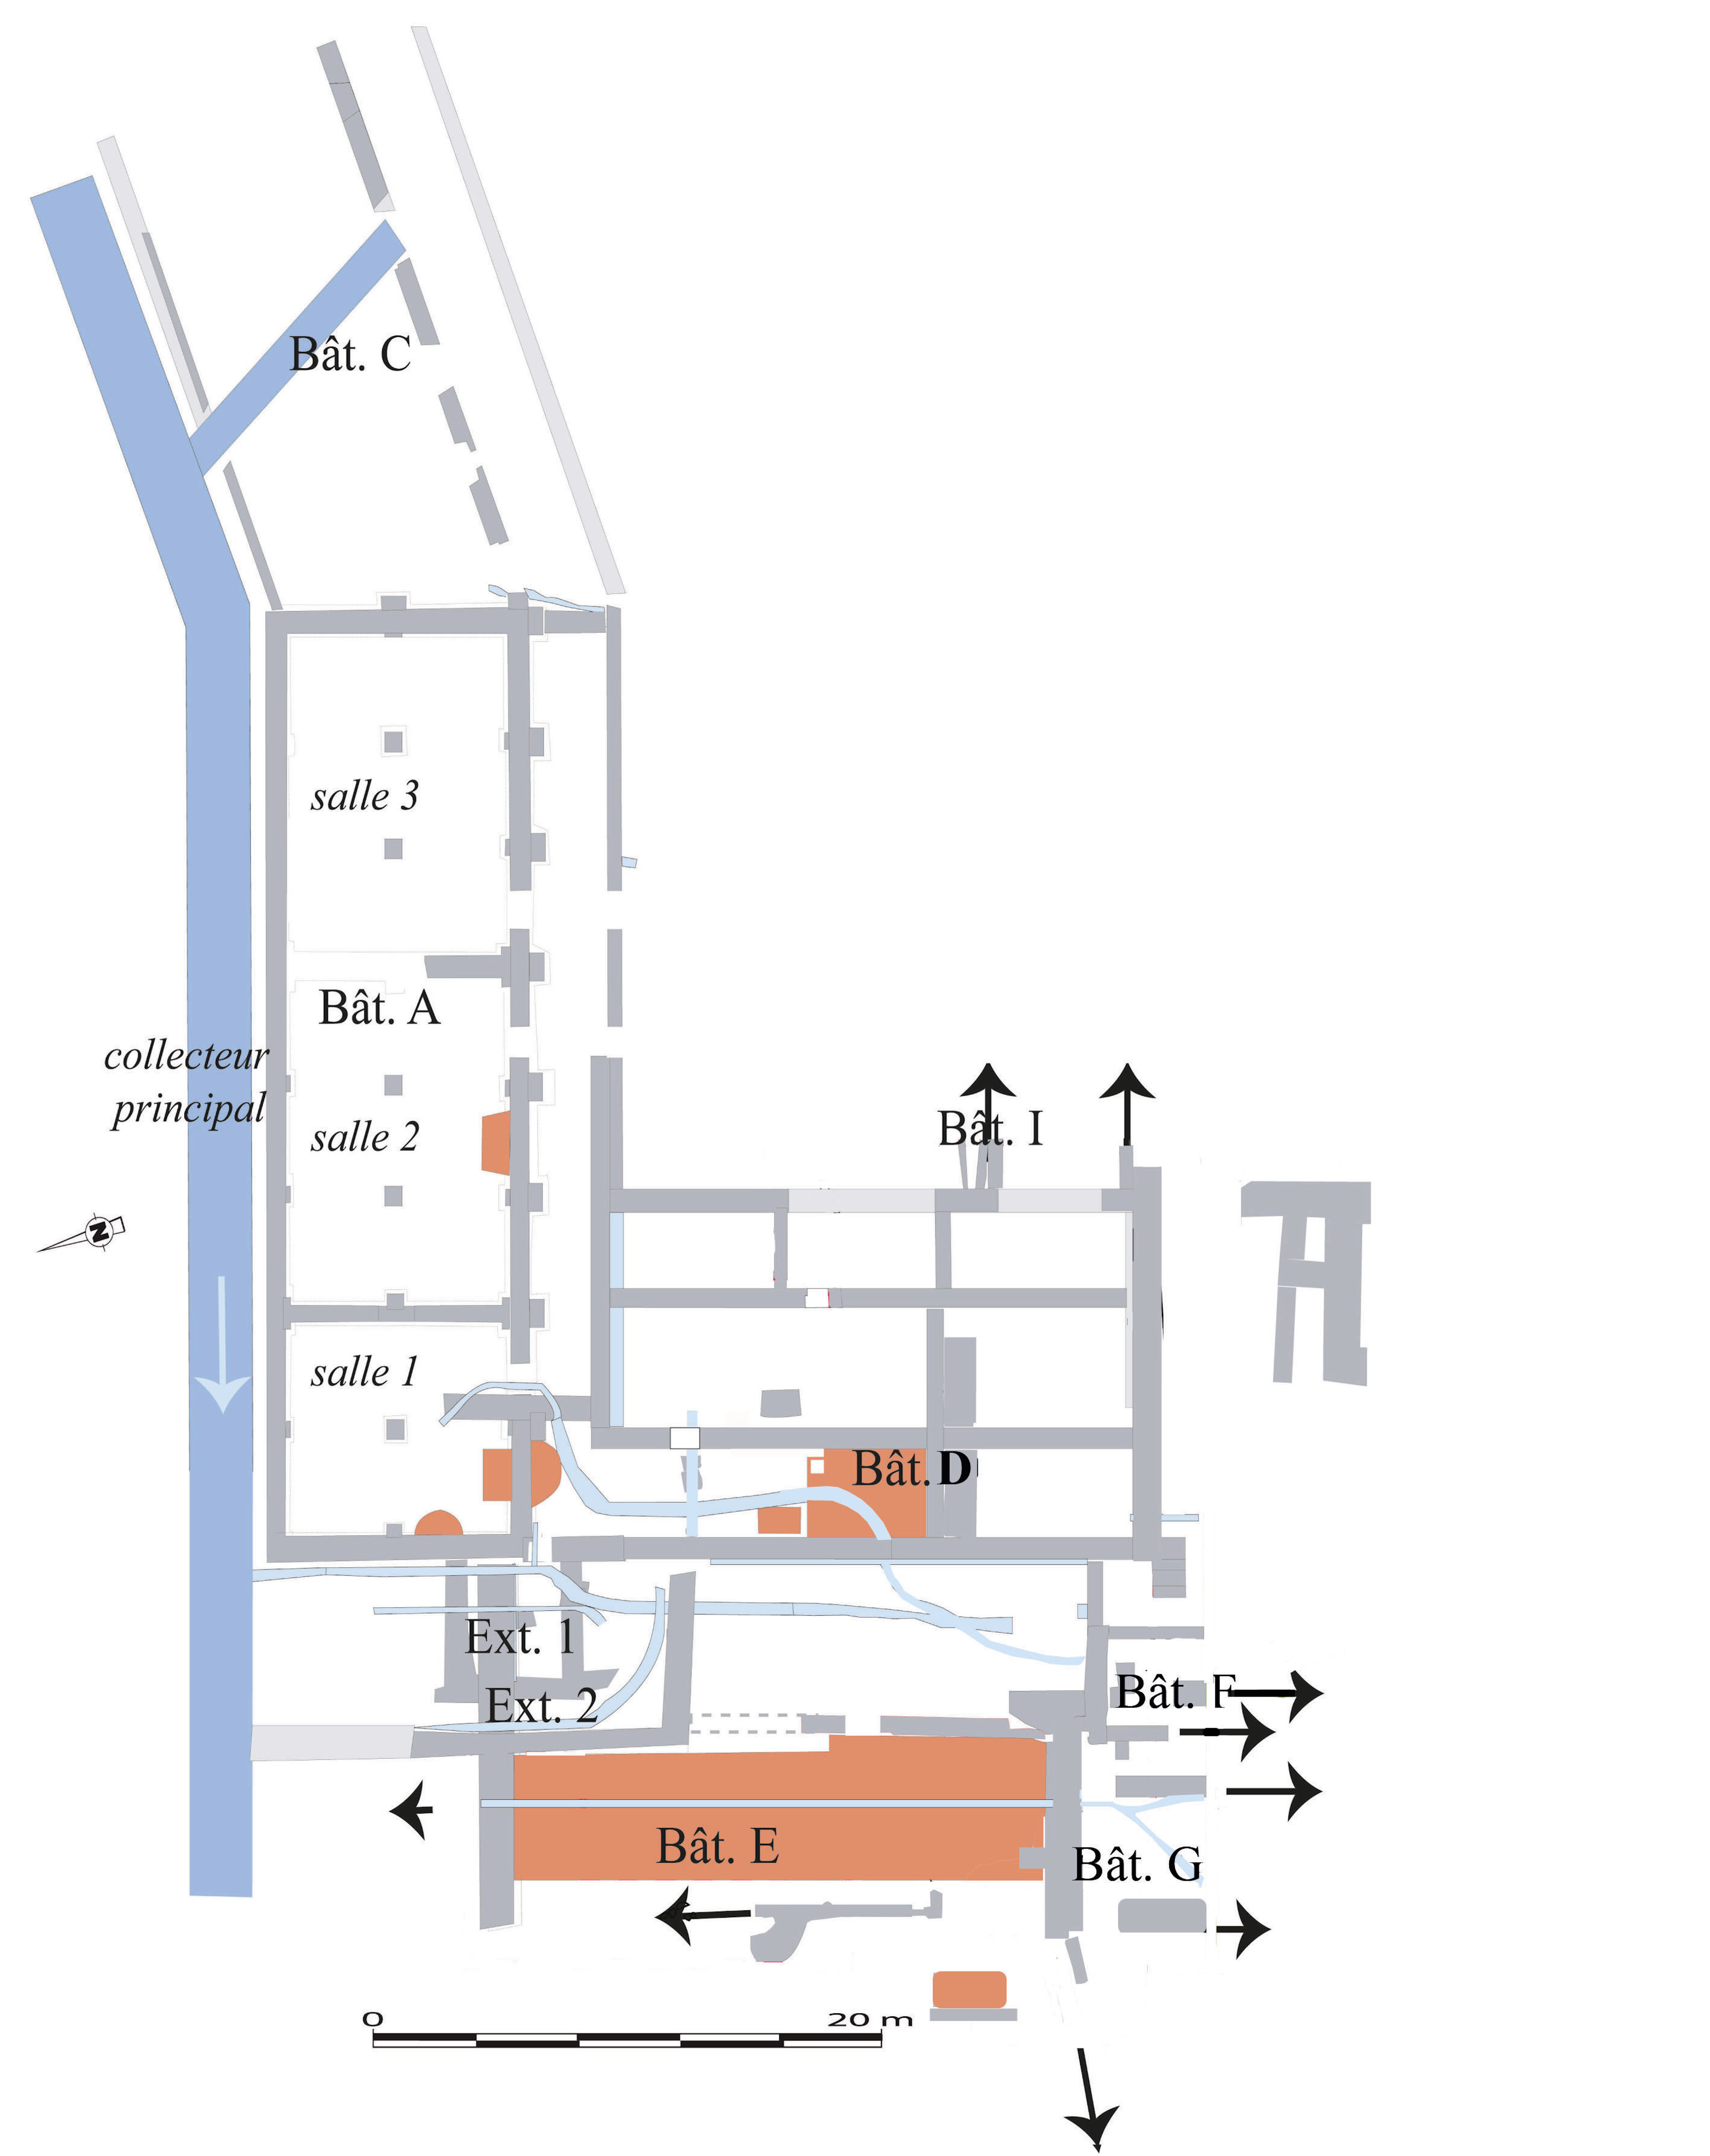 Bât. C
salle 3
Bât. A
collecteur
principal
Bât. I
salle 2
N
salle 1
Bât. D
Ext. 1
Bât. F
Ext. 2
Bât. E
Bât. G
0 20 m